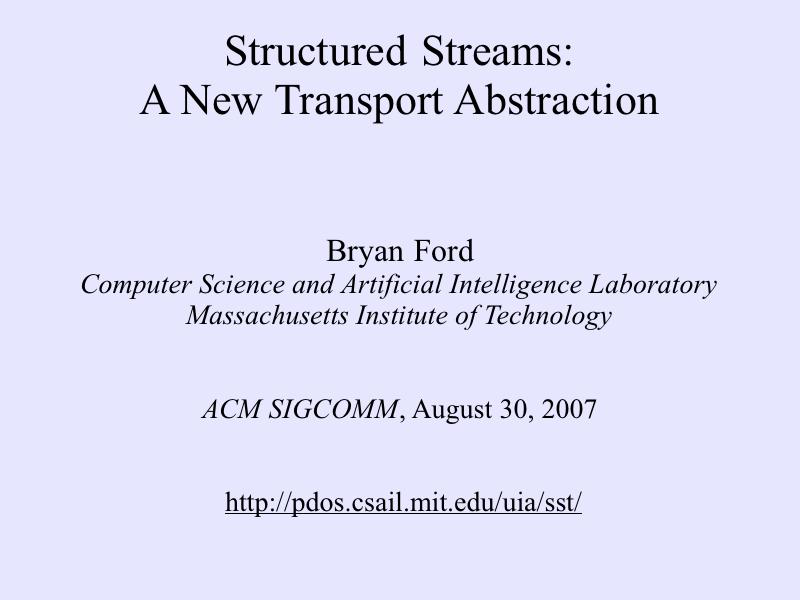 Structured Streams:
A New Transport Abstraction
Bryan Ford
Computer Science and Artificial Intelligence Laboratory
Massachusetts Institute of Technology
ACM SIGCOMM, August 30, 2007
http://pdos.csail.mit.edu/uia/sst/